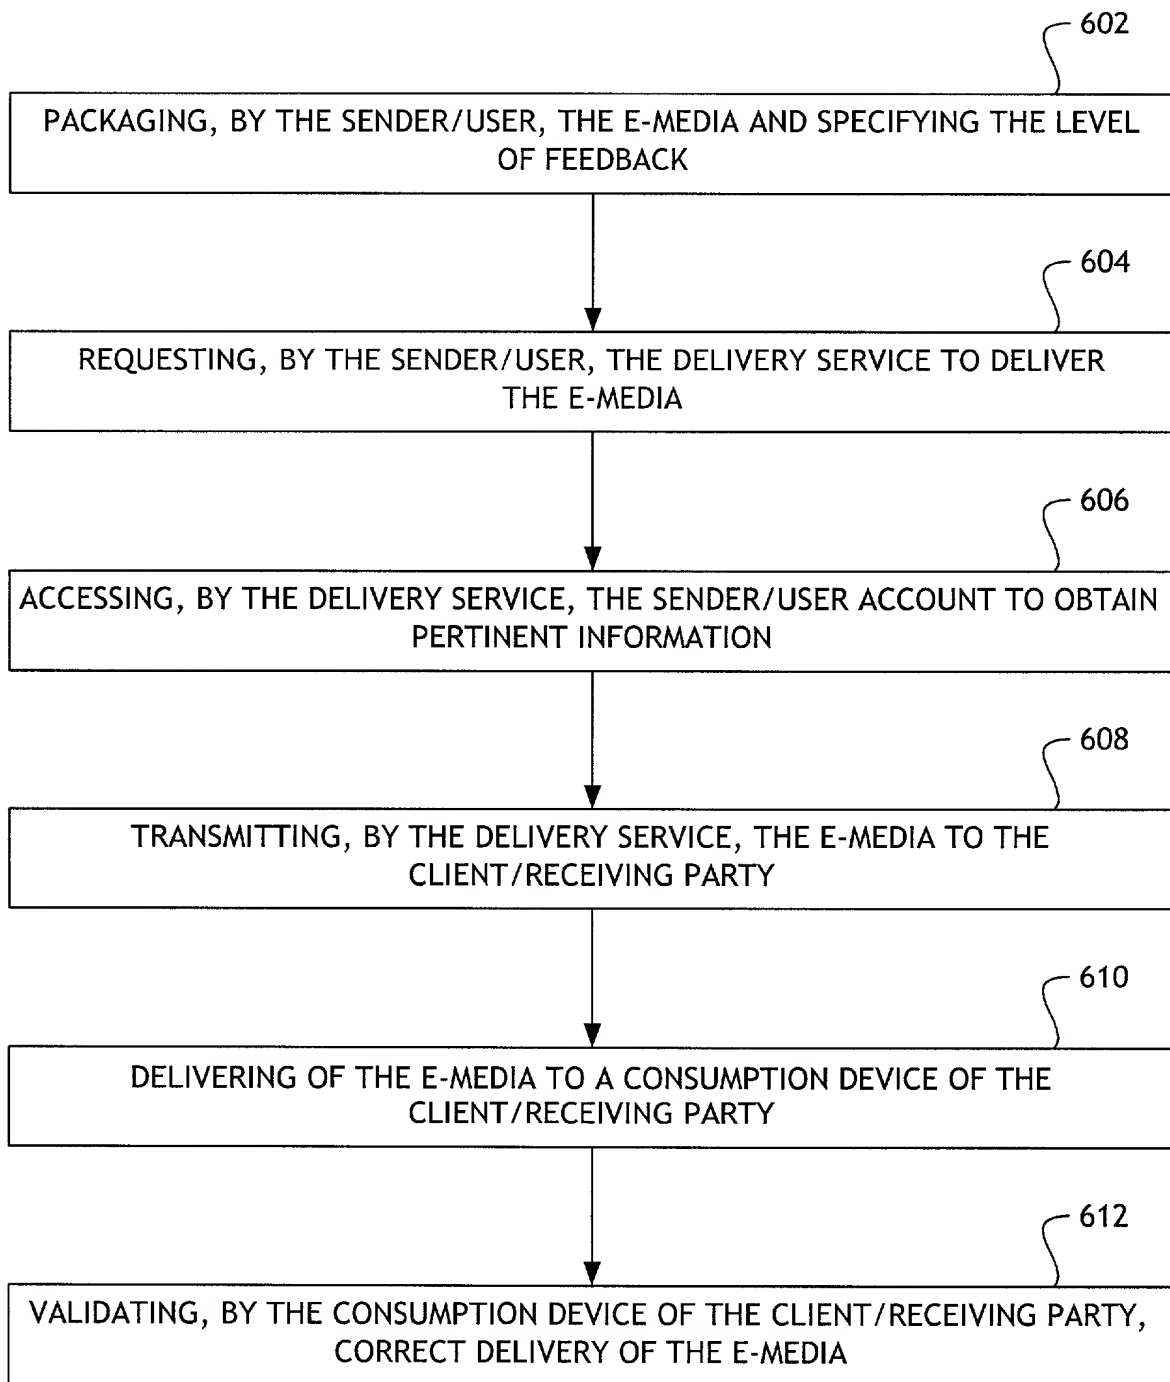 602
PACKAGING, BY THE SENDER/USER, THE E-MEDIA AND SPECIFYING THE LEVEL
OF FEEDBACK
604
REQUESTING, BY THE SENDER/USER, THE DELIVERY SERVICE TO DELIVER
THE E-MEDIA
606
ACCESSING, BY THE DELIVERY SERVICE, THE SENDER/USER ACCOUNT TO OBTAIN
PERTINENT INFORMATION
608
TRANSMITTING, BY THE DELIVERY SERVICE, THE E-MEDIA TO THE
CLIENT/RECEIVING PARTY
610
DELIVERING OF THE E-MEDIA TO A CONSUMPTION DEVICE OF THE
CLIENT/RECEIVING PARTY
612
VALIDATING, BY THE CONSUMPTION DEVICE OF THE CLIENT/RECEIVING PARTY,
CORRECT DELIVERY OF THE E-MEDIA